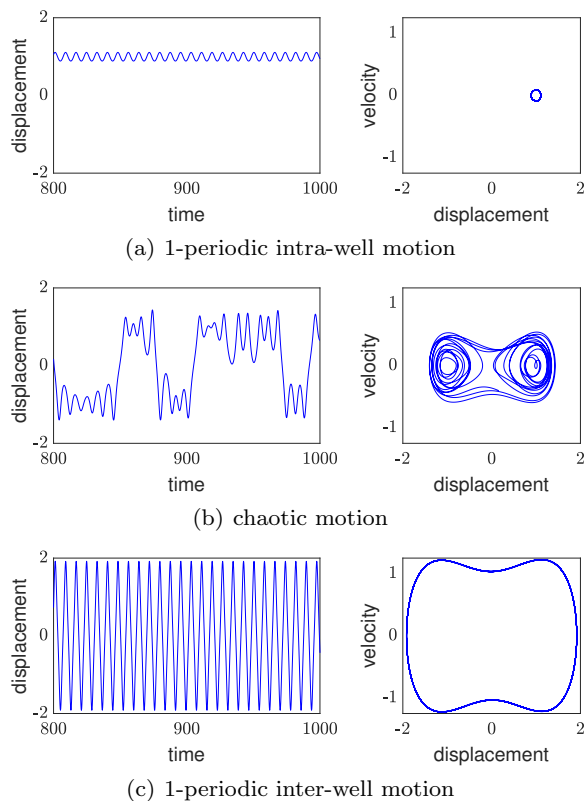 displacement
2
0
-2
800
900
1000
time
velocity
1
0
-1
-2
0
2
displacement
(a) 1-periodic intra-well motion
displacement
2
0
-2
800
900
1000
time
velocity
1
0
-1
-2
0
2
displacement
(b) chaotic motion
displacement
2
0
-2
800
900
1000
time
velocity
1
0
-1
-2
0
2
displacement
(c) 1-periodic inter-well motion